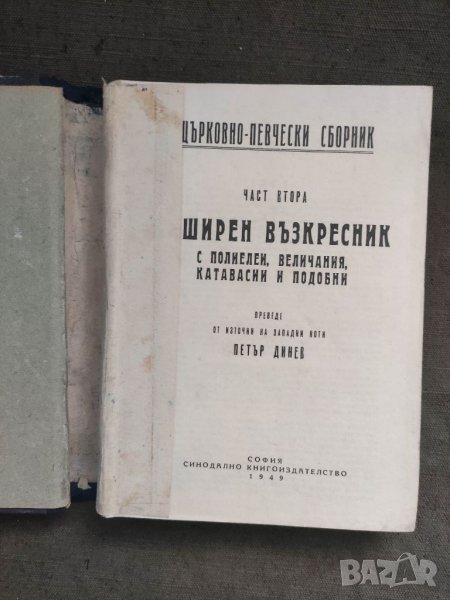 ЦЪРКОВНО-ПЕВЧЕСКИ СБОРНИК
ЧАСТ ВТОРА
ШИРЕН ВЪЗКРЕСНИК
С ПОЛИЕЛЕИ, ВЕЛИЧАНИЯ,
КАТАВАСИИ И ПОДОБНИ
ПРЕВЕДЕ
ОТ ИЗТОЧНИ НА ЗАПАДНИ НОТИ
ПЕТЪР ДИНЕВ
СОФИЯ
СИНОДАЛНО КНИГОИЗДАТЕЛСТВО
1949
BAZAR